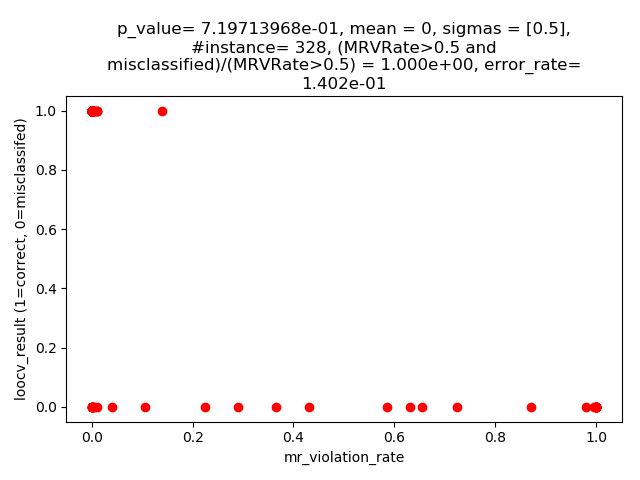 p_value= 7.19713968e-01, mean = 0, sigmas = [0.5],
#instance= 328, (MRVRate>0.5 and
misclassified)/(MRVRate>0.5) = 1.000e+00, error_rate=
1.402e-01
loocv_result (1=correct, 0=misclassifed)
1.0
0.8
0.6
0.4
0.2
0.0
0.0 0.2 0.4 0.6 0.8 1.0
mr_violation_rate